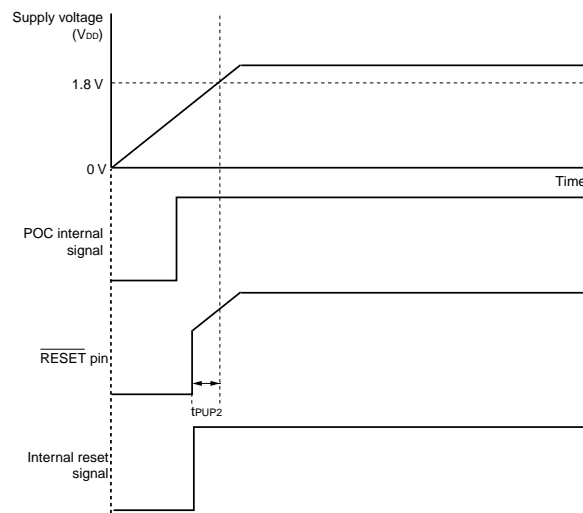 Supply voltage
(VDD)
1.8 V
0 V
Time
POC internal
signal
RESET pin
tPUP2
Internal reset
signal